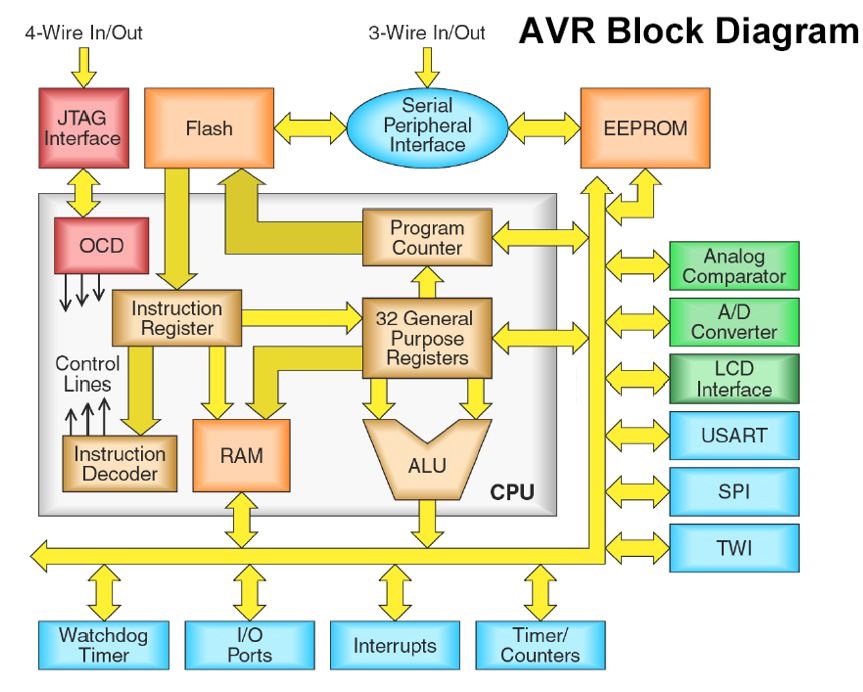 4-Wire In/Out
3-Wire In/Out
AVR Block Diagram
JTAG
Interface
Flash
Serial
Peripheral
Interface
EEPROM
OCD
Program
Counter
Analog
Comparator
Instruction
Register
32 General
Purpose
Registers
A/D
Converter
Control
Lines
LCD
Interface
Instruction
Decoder
RAM
ALU
CPU
USART
SPI
TWI
Watchdog
Timer
I/O
Ports
Interrupts
Timer/
Counters